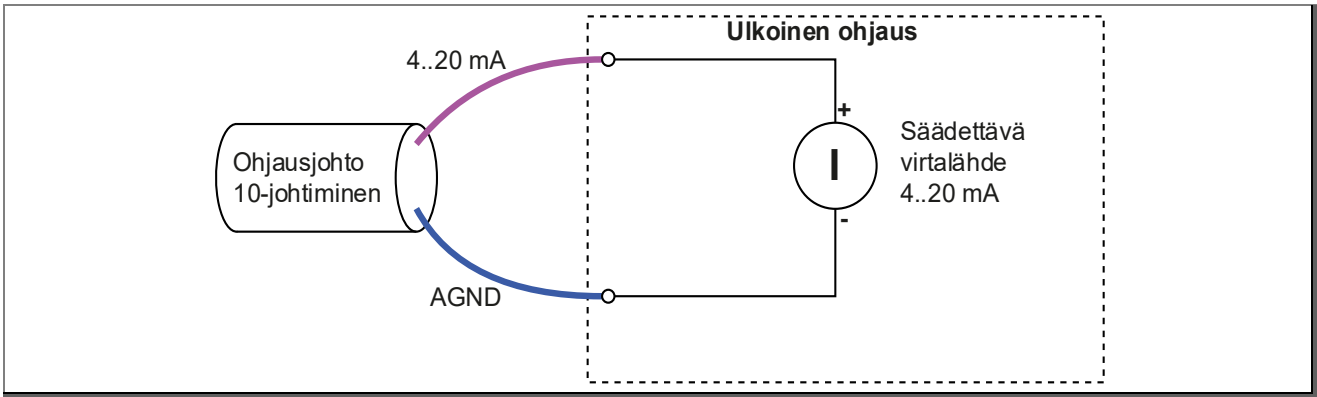 Ulkoinen ohjaus
4..20 mA
+
Säädettävä
virtalähde
4..20 mA
I
Ohjausjohto
10-johtiminen
-
AGND